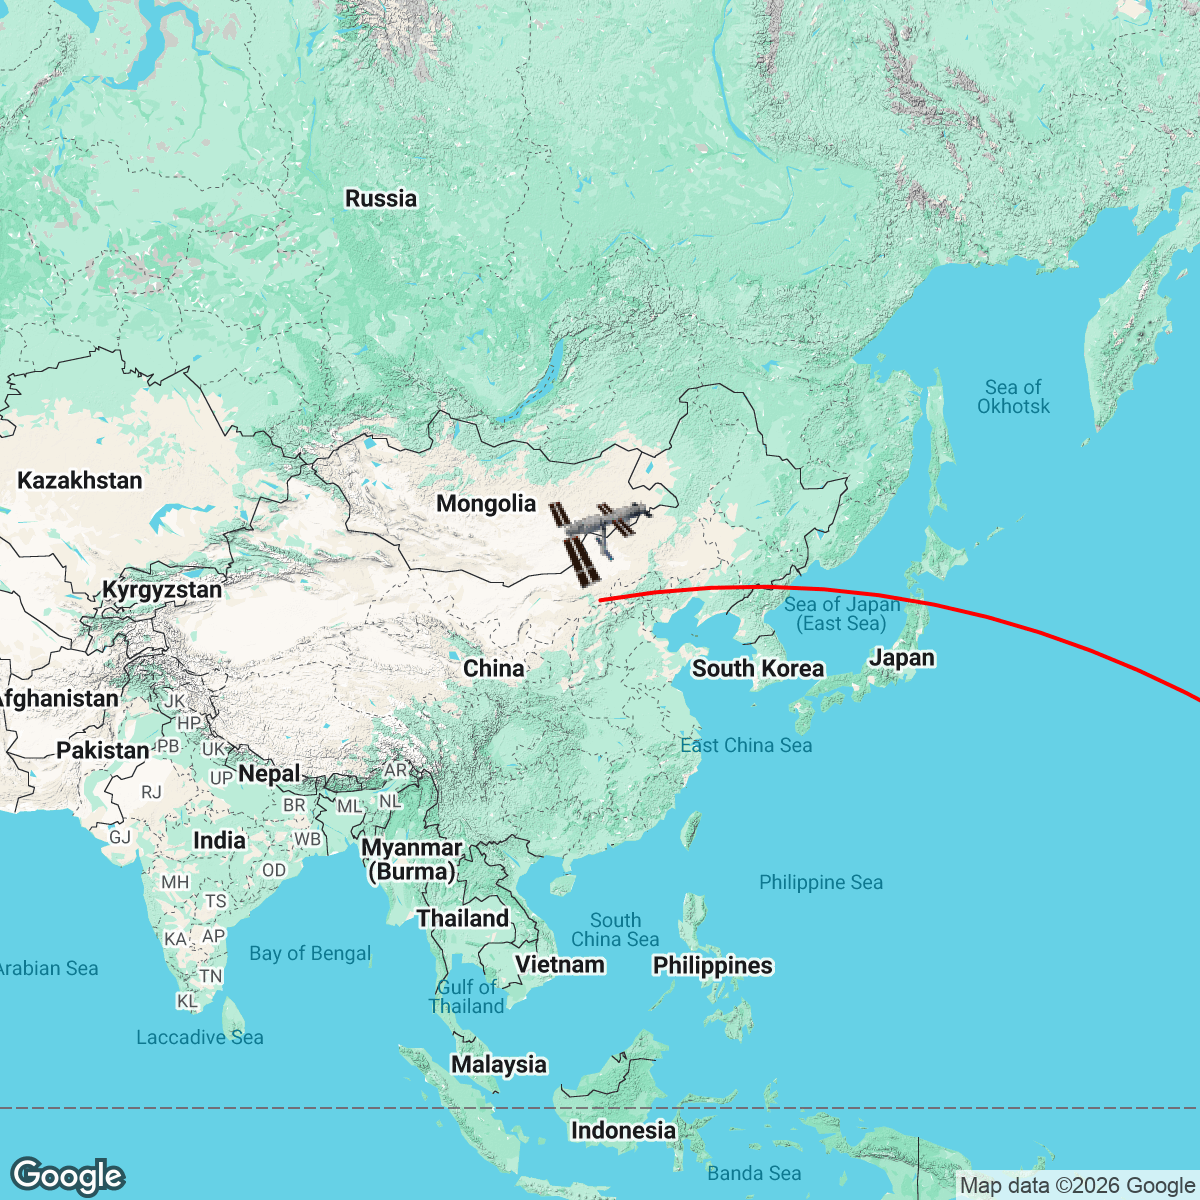 Russia
Sea of
Okhotsk
Kazakhstan
Mongolia
Kyrgyzstan
Sea of Japan
(East Sea)
China
South Korea
Japan
Afghanistan
JK
HP
Pakistan
PB
UK
East China Sea
UP
Nepal
AR
RJ
BR
ML
NL
GJ
India
WB
Myanmar
(Burma)
OD
MH
Philippine Sea
TS
Thailand
South
China Sea
KA
AP
Bay of Bengal
Arabian Sea
TN
Vietnam
Philippines
KL
Gulf of
Thailand
Laccadive Sea
Malaysia
Indonesia
Banda Sea
Google
Map data ©2026 Google